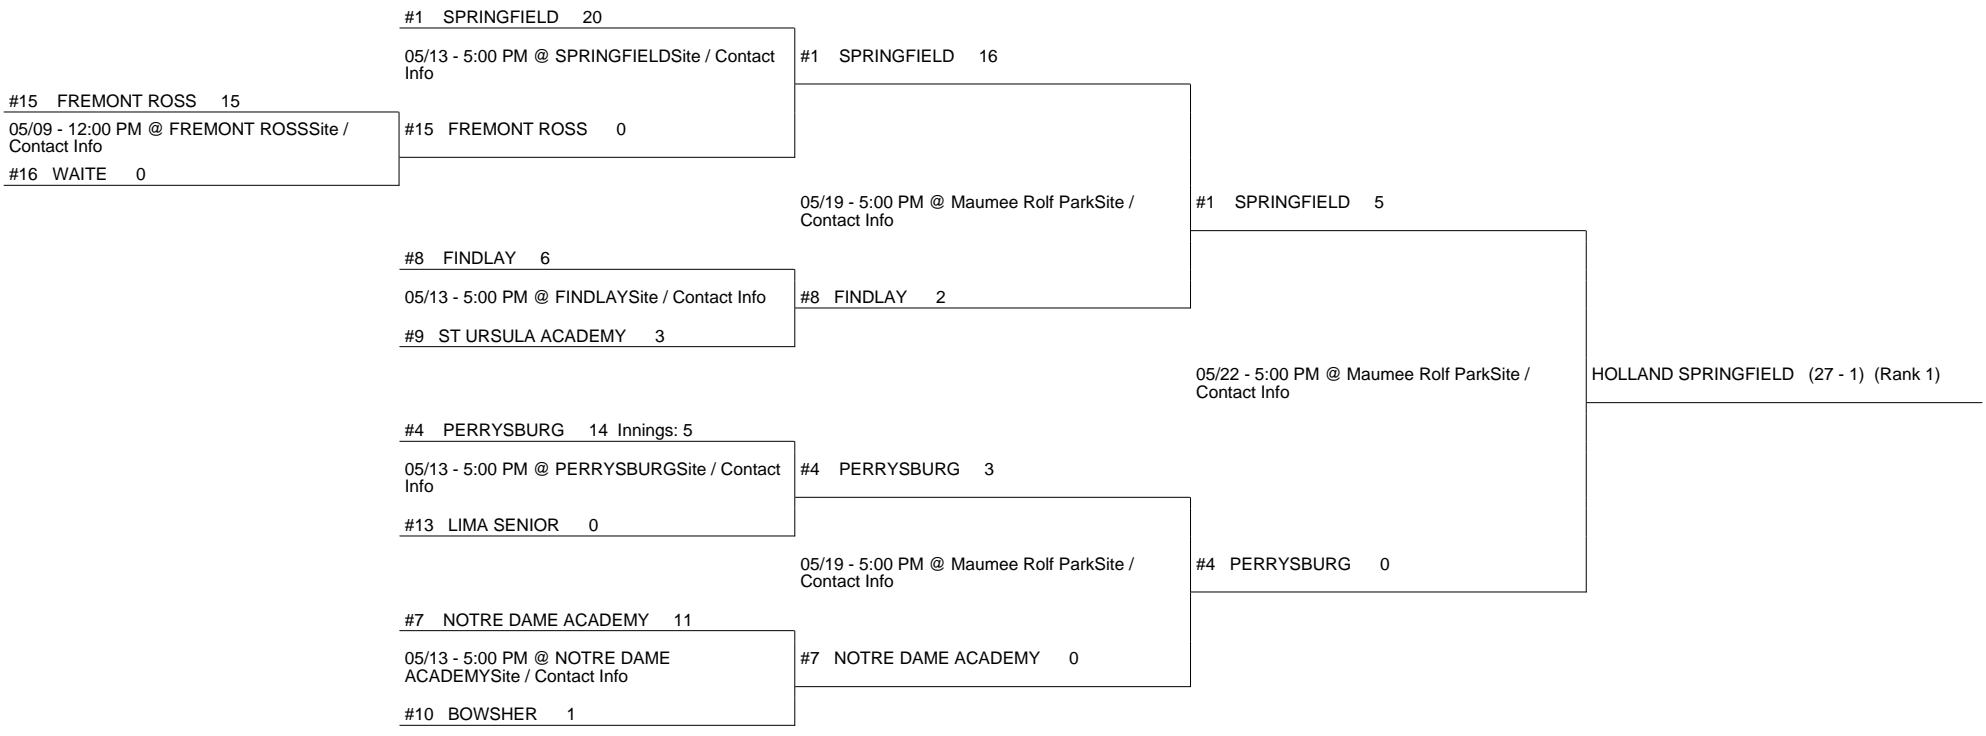 #1 SPRINGFIELD 20
05/13 - 5:00 PM @ SPRINGFIELDSite / Contact
Info
#1 SPRINGFIELD 16
#15 FREMONT ROSS 15
05/09 - 12:00 PM @ FREMONT ROSSSite /
Contact Info
#15 FREMONT ROSS 0
#16 WAITE 0
05/19 - 5:00 PM @ Maumee Rolf ParkSite /
Contact Info
#1 SPRINGFIELD 5
#8 FINDLAY 6
05/13 - 5:00 PM @ FINDLAYSite / Contact Info
#8 FINDLAY 2
#9 ST URSULA ACADEMY 3
05/22 - 5:00 PM @ Maumee Rolf ParkSite /
Contact Info
HOLLAND SPRINGFIELD (27 - 1) (Rank 1)
#4 PERRYSBURG 14 Innings: 5
05/13 - 5:00 PM @ PERRYSBURGSite / Contact
Info
#4 PERRYSBURG 3
#13 LIMA SENIOR 0
05/19 - 5:00 PM @ Maumee Rolf ParkSite /
Contact Info
#4 PERRYSBURG 0
#7 NOTRE DAME ACADEMY 11
05/13 - 5:00 PM @ NOTRE DAME
ACADEMYSite / Contact Info
#7 NOTRE DAME ACADEMY 0
#10 BOWSHER 1